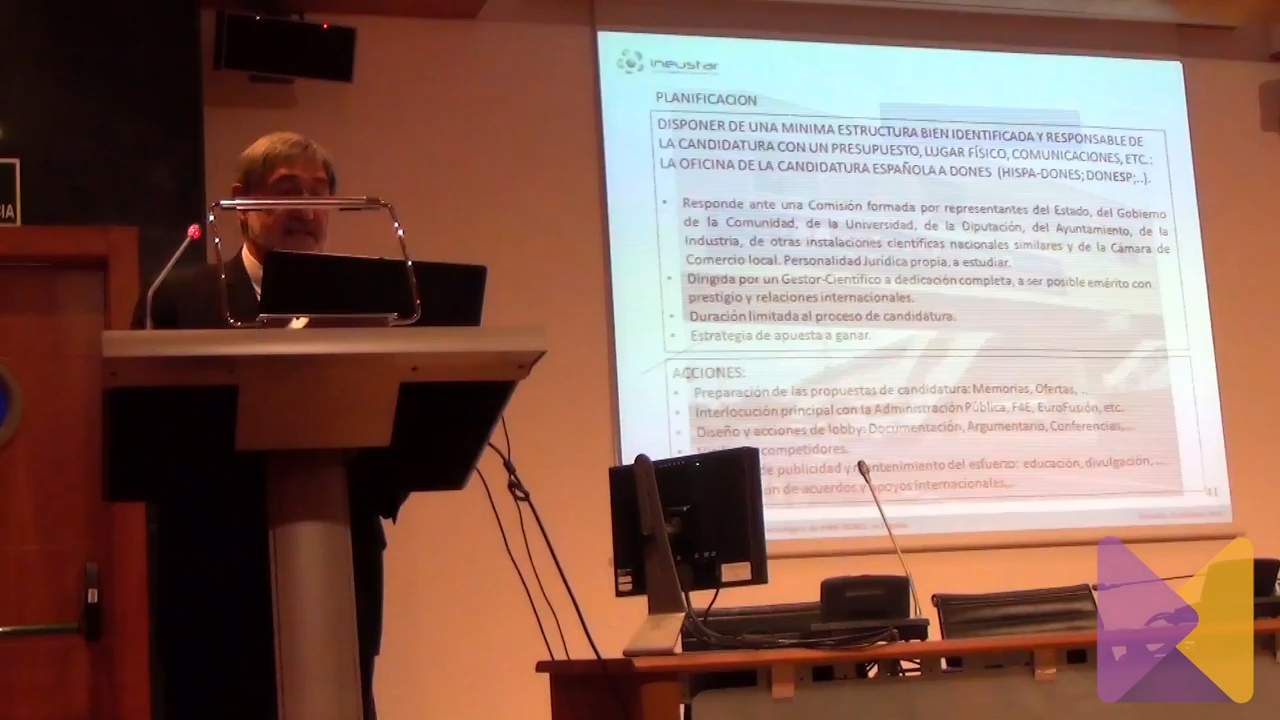 IA
ineustar
PLANIFICACION
DISPONER DE UNA MINIMA ESTRUCTURA BIEN IDENTIFICADA Y RESPONSABLE DE
LA CANDIDATURA CON UN PRESUPUESTO, LUGAR FÍSICO, COMUNICACIONES, ETC.:
LA OFICINA DE LA CANDIDATURA ESPAÑOLA A DONES (HISPA-DONES; DONESP;..).
• Responde ante una Comisión formada por representantes del Estado, del Gobierno
de la Comunidad, de la Universidad, de la Diputación, del Ayuntamiento, de la
Industria, de otras instalaciones científicas nacionales similares y de la Cámara de
Comercio local. Personalidad Jurídica propia, a estudiar.
• Dirigida por un Gestor-Científico a dedicación completa, a ser posible emérito con
prestigio y relaciones internacionales.
• Duración limitada al proceso de candidatura.
• Estrategia de apuesta a ganar.
ACCIONES:
• Preparación de las propuestas de candidatura: Memorias, Ofertas, ..
• Interlocución principal con la Administración Pública, F4E, EuroFusión, etc.
• Diseño y acciones de lobby: Documentación, Argumentario, Conferencias,..
competidores.
de publicidad y mantenimiento del esfuerzo: educación, divulgación, ..
de acuerdos y apoyos internacionales,..
41